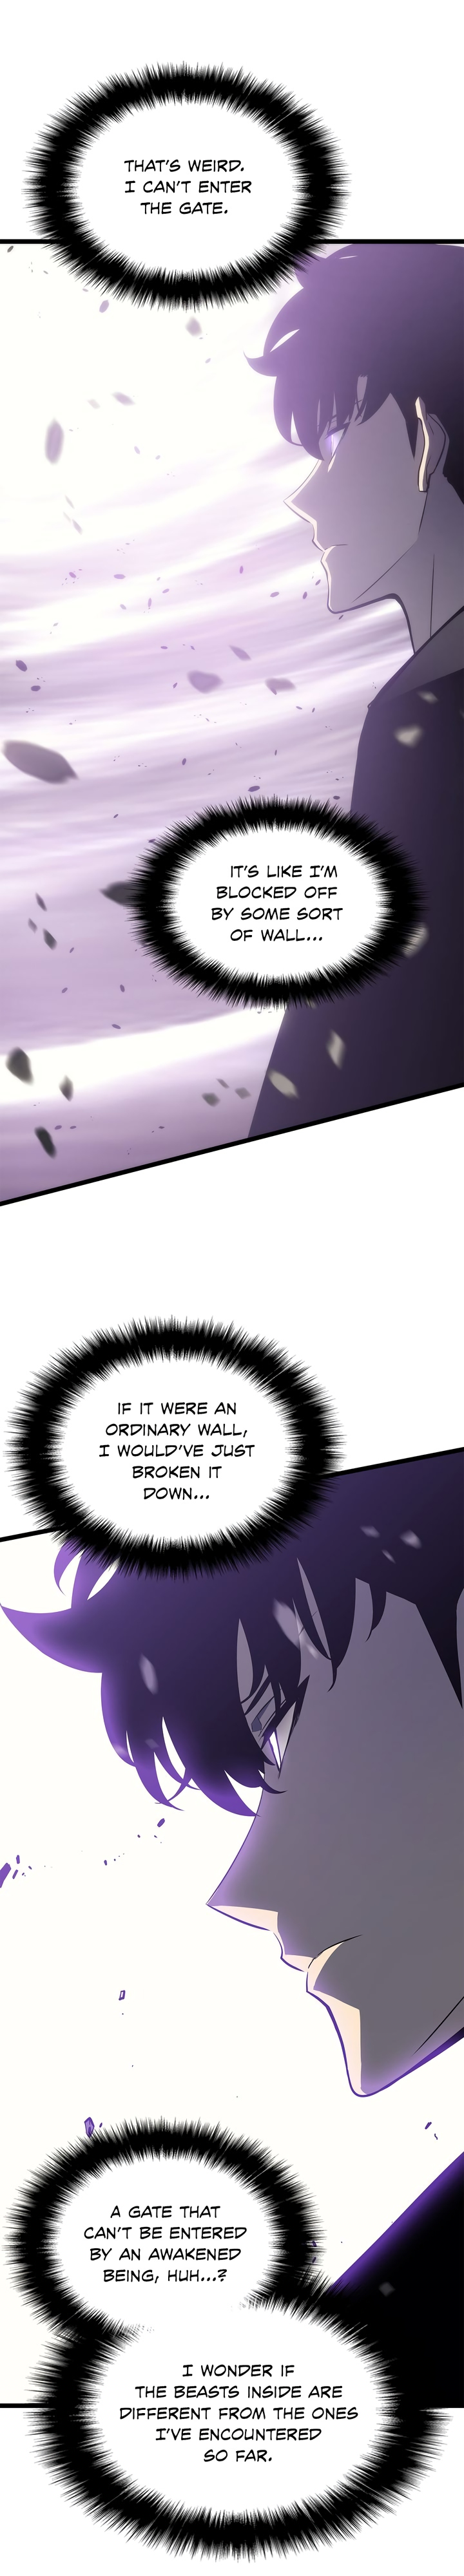 THAT'S WEIRD.
I CAN'T ENTER
THE GATE.
IT'S LIKE I'M
BLOCKED OFF
BY SOME SORT
OF WALL...
IF IT WERE AN
ORDINARY WALL,
I WOULD'VE JUST
BROKEN IT
DOWN...
A GATE THAT
CAN'T BE ENTERED
BY AN AWAKENED
BEING, HUH...?
I WONDER IF
THE BEASTS INSIDE ARE
DIFFERENT FROM THE ONES
I'VE ENCOUNTERED
SO FAR.